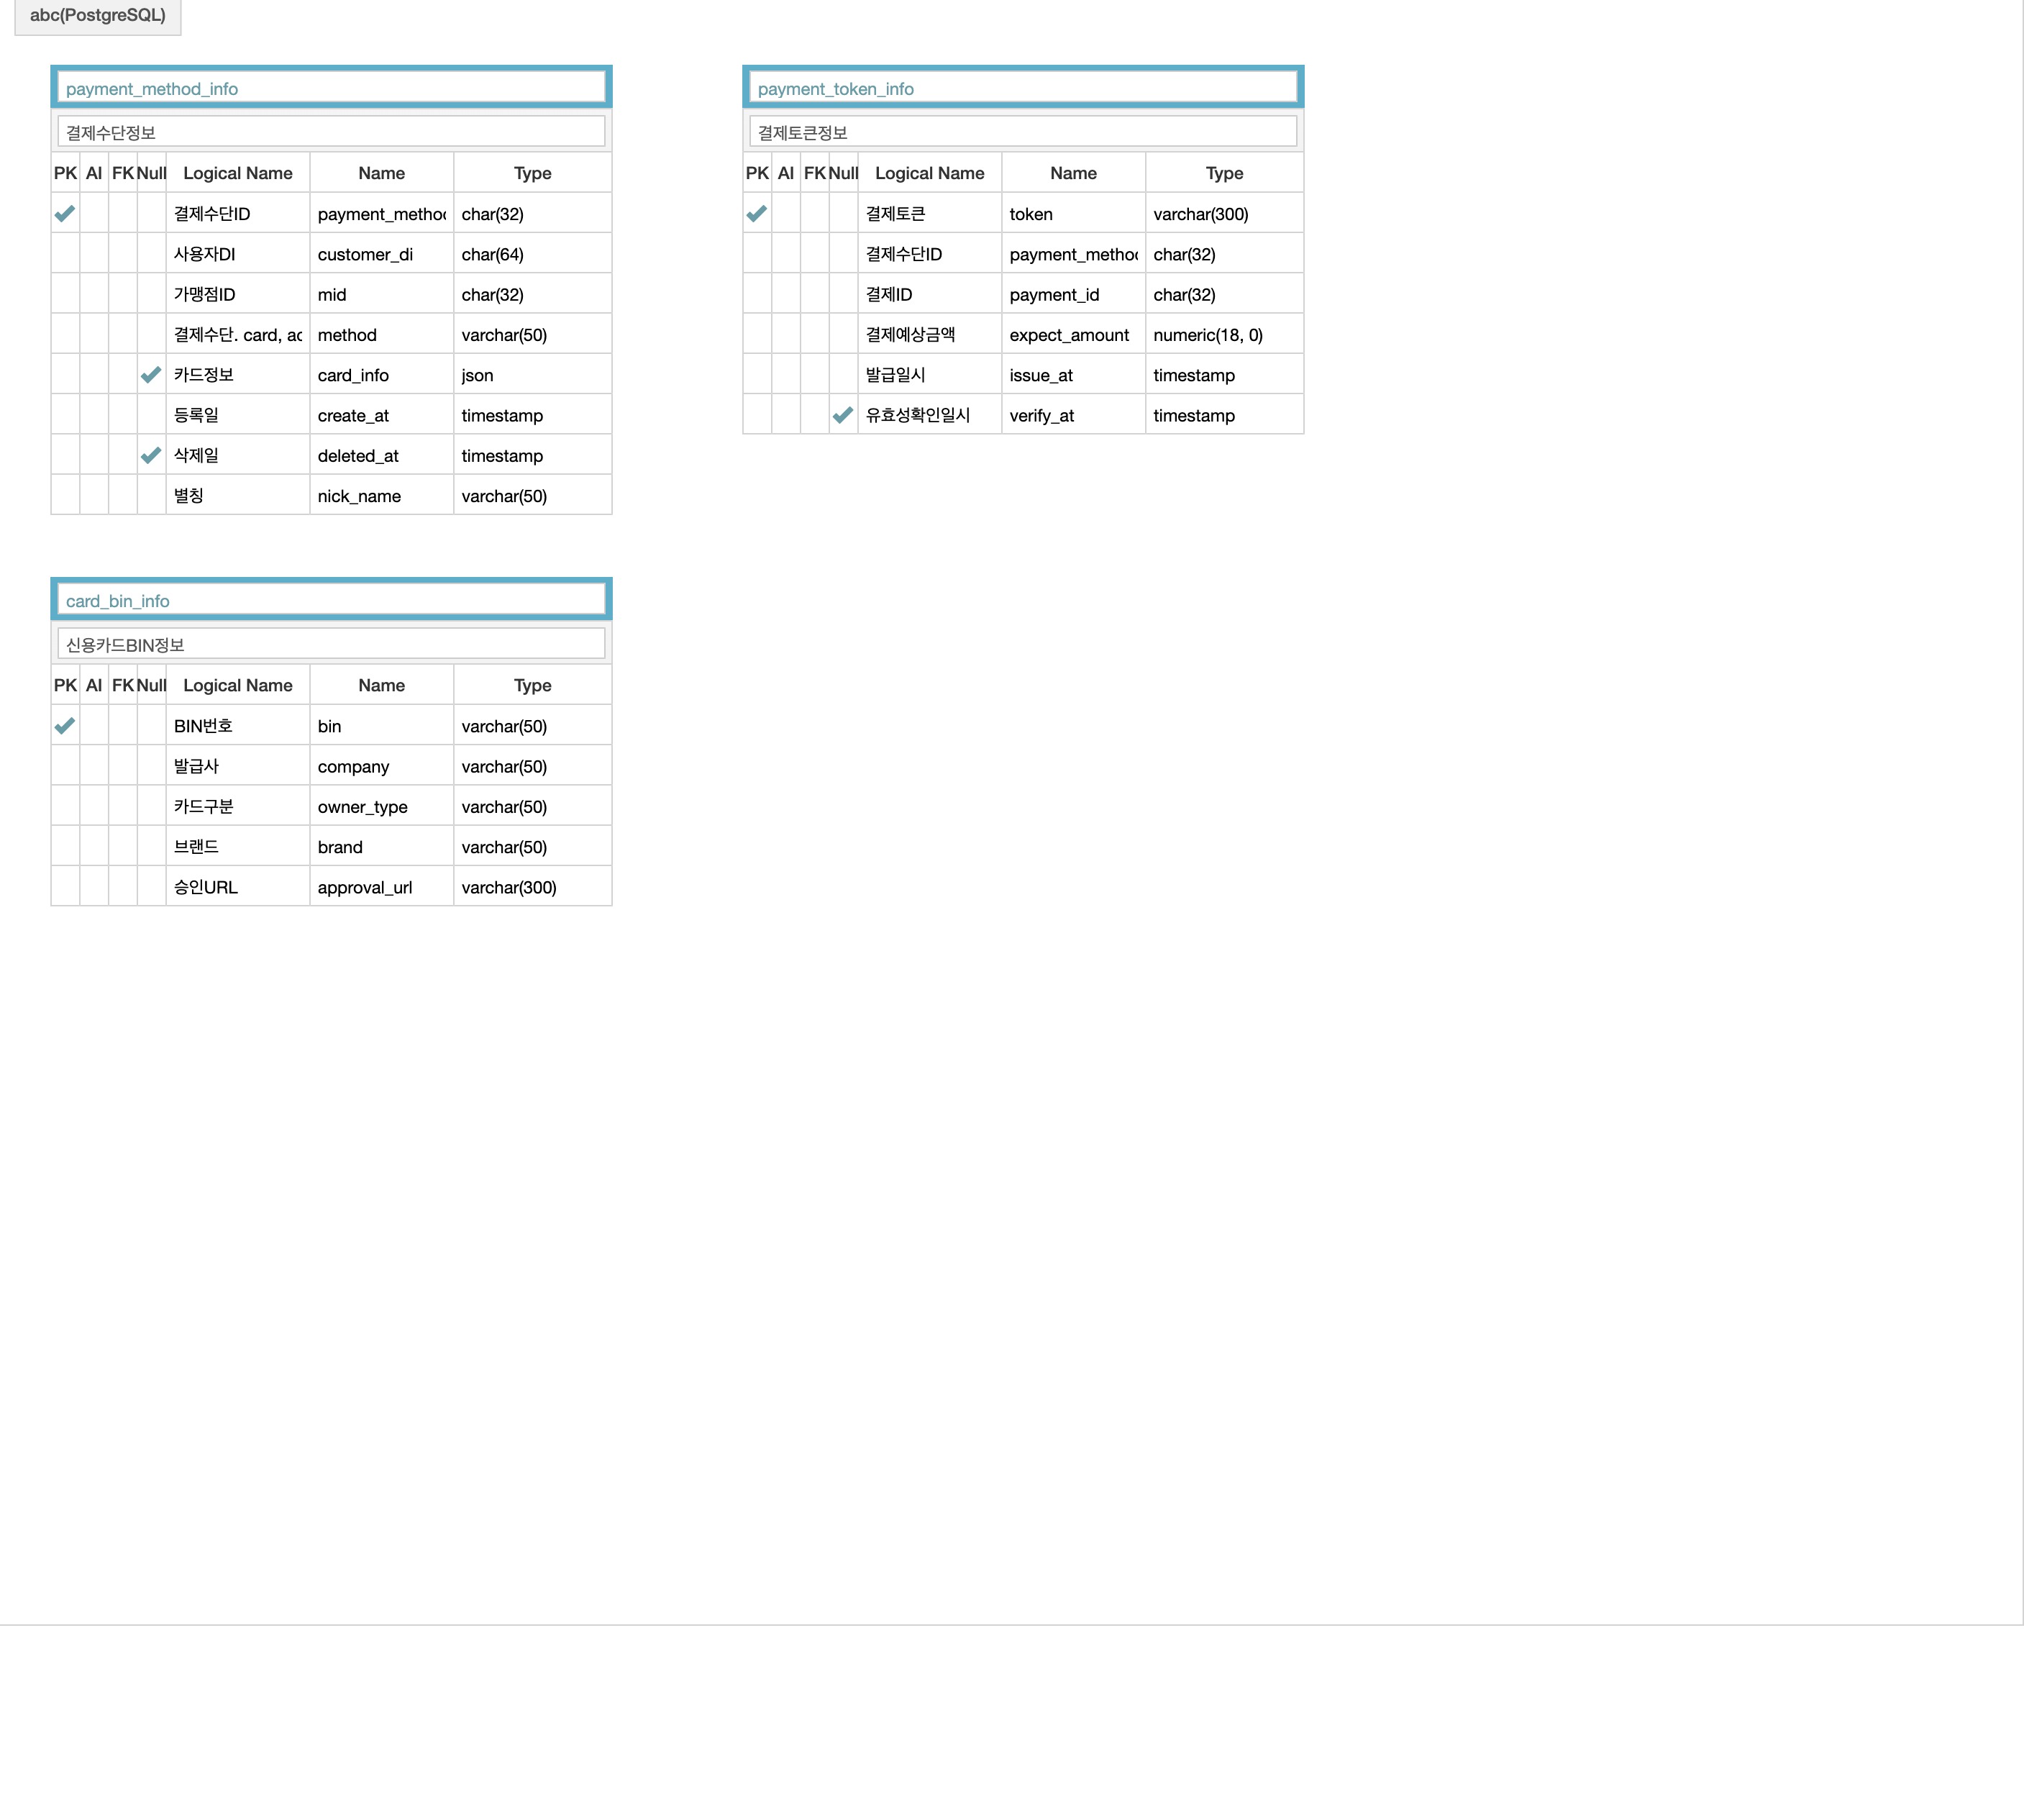 abc(PostgreSQL)
payment_method_info
결제수단정보
PK AI FK Null Logical Name Name Type
결제수단ID payment_method char(32)
사용자DI customer_di char(64)
가맹점ID mid char(32)
결제수단. card, ac method varchar(50)
카드정보 card_info json
등록일 create_at timestamp
삭제일 deleted_at timestamp
별칭 nick_name varchar(50)
payment_token_info
결제토큰정보
PK AI FK Null Logical Name Name Type
결제토큰 token varchar(300)
결제수단ID payment_method char(32)
결제ID payment_id char(32)
결제예상금액 expect_amount numeric(18, 0)
발급일시 issue_at timestamp
유효성확인일시 verify_at timestamp
card_bin_info
신용카드BIN정보
PK AI FK Null Logical Name Name Type
BIN번호 bin varchar(50)
발급사 company varchar(50)
카드구분 owner_type varchar(50)
브랜드 brand varchar(50)
승인URL approval_url varchar(300)